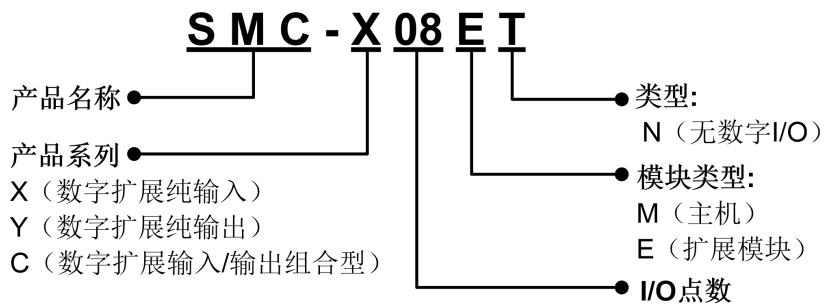 SMC-X08ET
产品名称
产品系列
X（数字扩展纯输入）
Y（数字扩展纯输出）
C（数字扩展输入/输出组合型）
类型:
N（无数字I/O）
模块类型:
M（主机）
E（扩展模块）
I/O点数